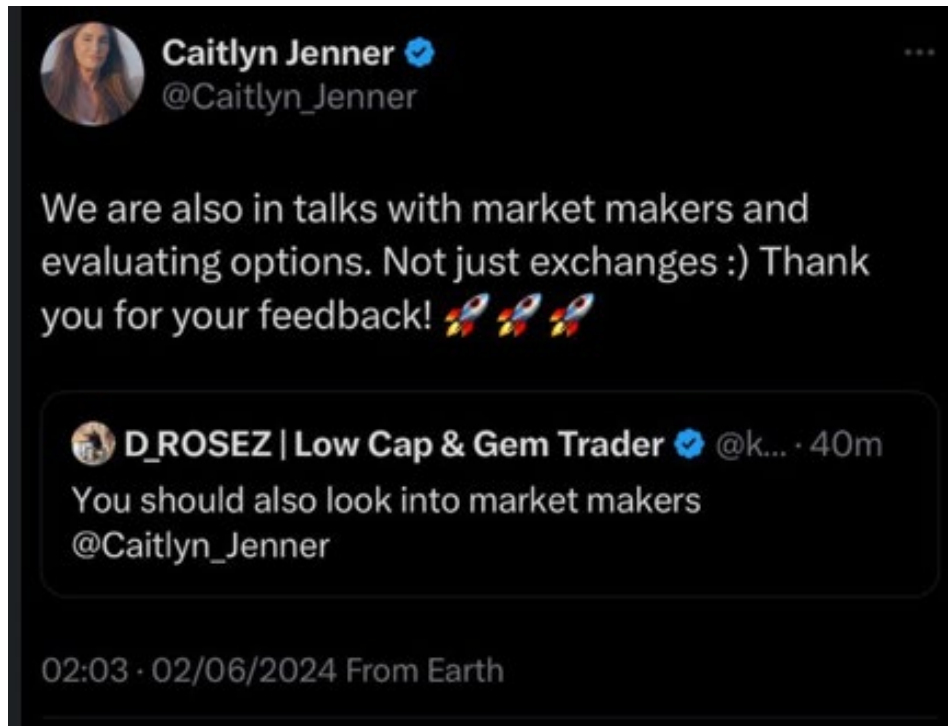 Caitlyn Jenner
@Caitlyn_Jenner
We are also in talks with market makers and
evaluating options. Not just exchanges :) Thank
you for your feedback! 🚀 🚀 🚀
D_ROSEZ | Low Cap & Gem Trader @k... · 40m
You should also look into market makers
@Caitlyn_Jenner
02:03 · 02/06/2024 From Earth